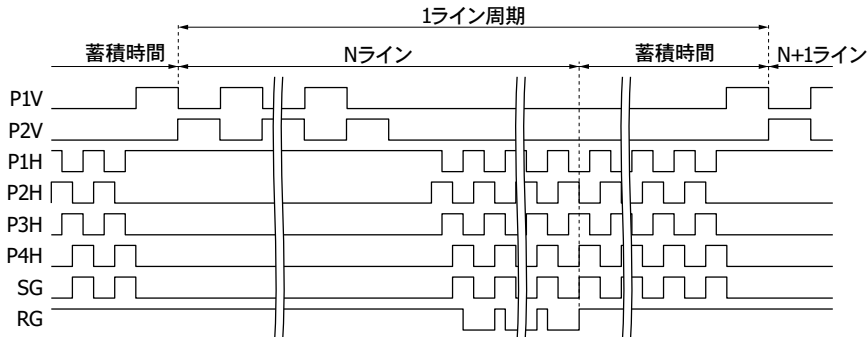 1ライン周期
蓄積時間
Nライン
蓄積時間
N+1ライン
P1V
P2V
P1H
P2H
P3H
P4H
SG
RG